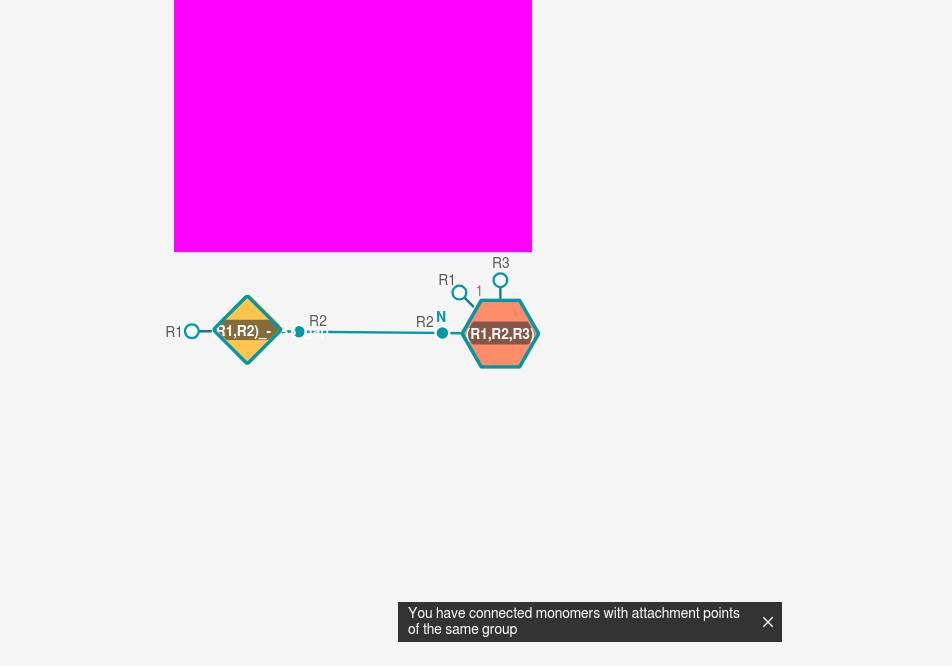 R3
R1
1
N
R2
R2
R1
R1,R2)_-
(R1,R2,R3)
You have connected monomers with attachment points
of the same group